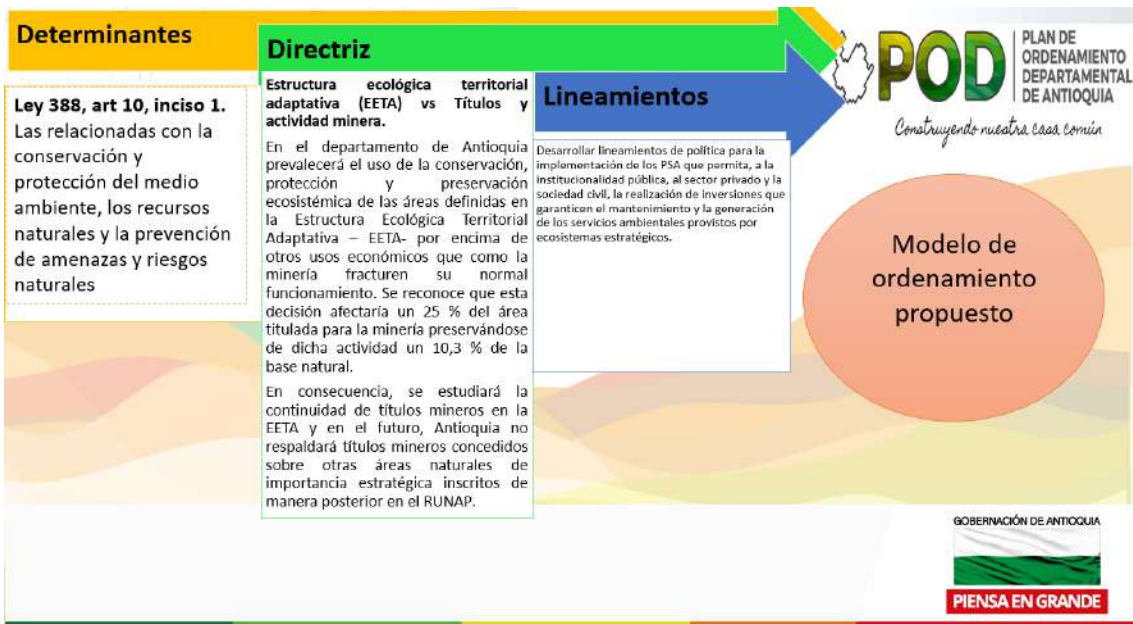 Determinantes
Ley 388, art 10, inciso 1.
Las relacionadas con la
conservación y
protección del medio
ambiente, los recursos
naturales y la prevención
de amenazas y riesgos
naturales
Directriz
Estructura ecológica territorial
adaptativa (EETA) vs Títulos y
actividad minera.
En el departamento de Antioquia
prevalecerá el uso de la conservación,
protección y preservación
ecosistémica de las áreas definidas en
la Estructura Ecológica Territorial
Adaptativa – EETA- por encima de
otros usos económicos que como la
minería fracturen su normal
funcionamiento. Se reconoce que esta
decisión afectaría un 25 % del área
titulada para la minería preservándose
de dicha actividad un 10,3 % de la
base natural.
En consecuencia, se estudiará la
continuidad de títulos mineros en la
EETA y en el futuro, Antioquia no
respaldará títulos mineros concedidos
sobre otras áreas naturales de
importancia estratégica inscritos de
manera posterior en el RUNAP.
Lineamientos
Desarrollar lineamientos de política para la
implementación de los PSA que permita, a la
institucionalidad pública, al sector privado y la
sociedad civil, la realización de inversiones que
garanticen el mantenimiento y la generación
de los servicios ambientales provistos por
ecosistemas estratégicos.
POD
PLAN DE
ORDENAMIENTO
DEPARTAMENTAL
DE ANTIOQUIA
Construyendo nuestra casa común
Modelo de
ordenamiento
propuesto
GOBERNACIÓN DE ANTIOQUIA
PIENSA EN GRANDE